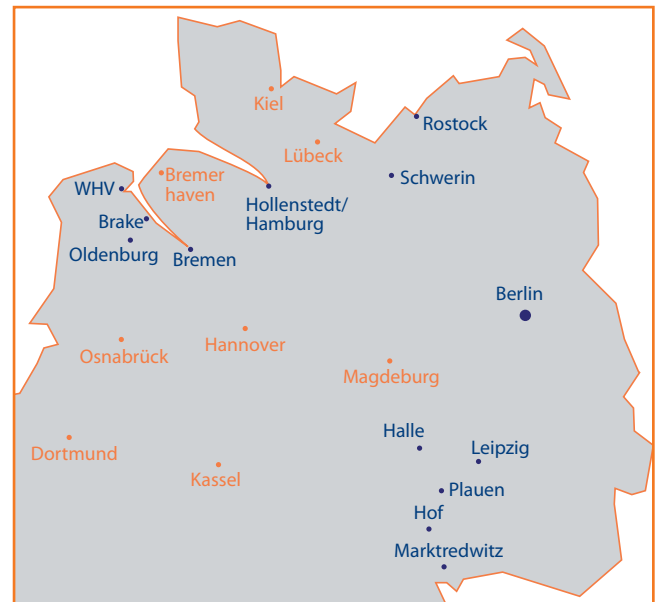 Kiel
Rostock
Lübeck
Bremer
haven
Schwerin
WHV
Hollenstedt/
Hamburg
Brake
Oldenburg
Bremen
Berlin
Hannover
Osnabrück
Magdeburg
Halle
Leipzig
Dortmund
Kassel
Plauen
Hof
Marktredwitz